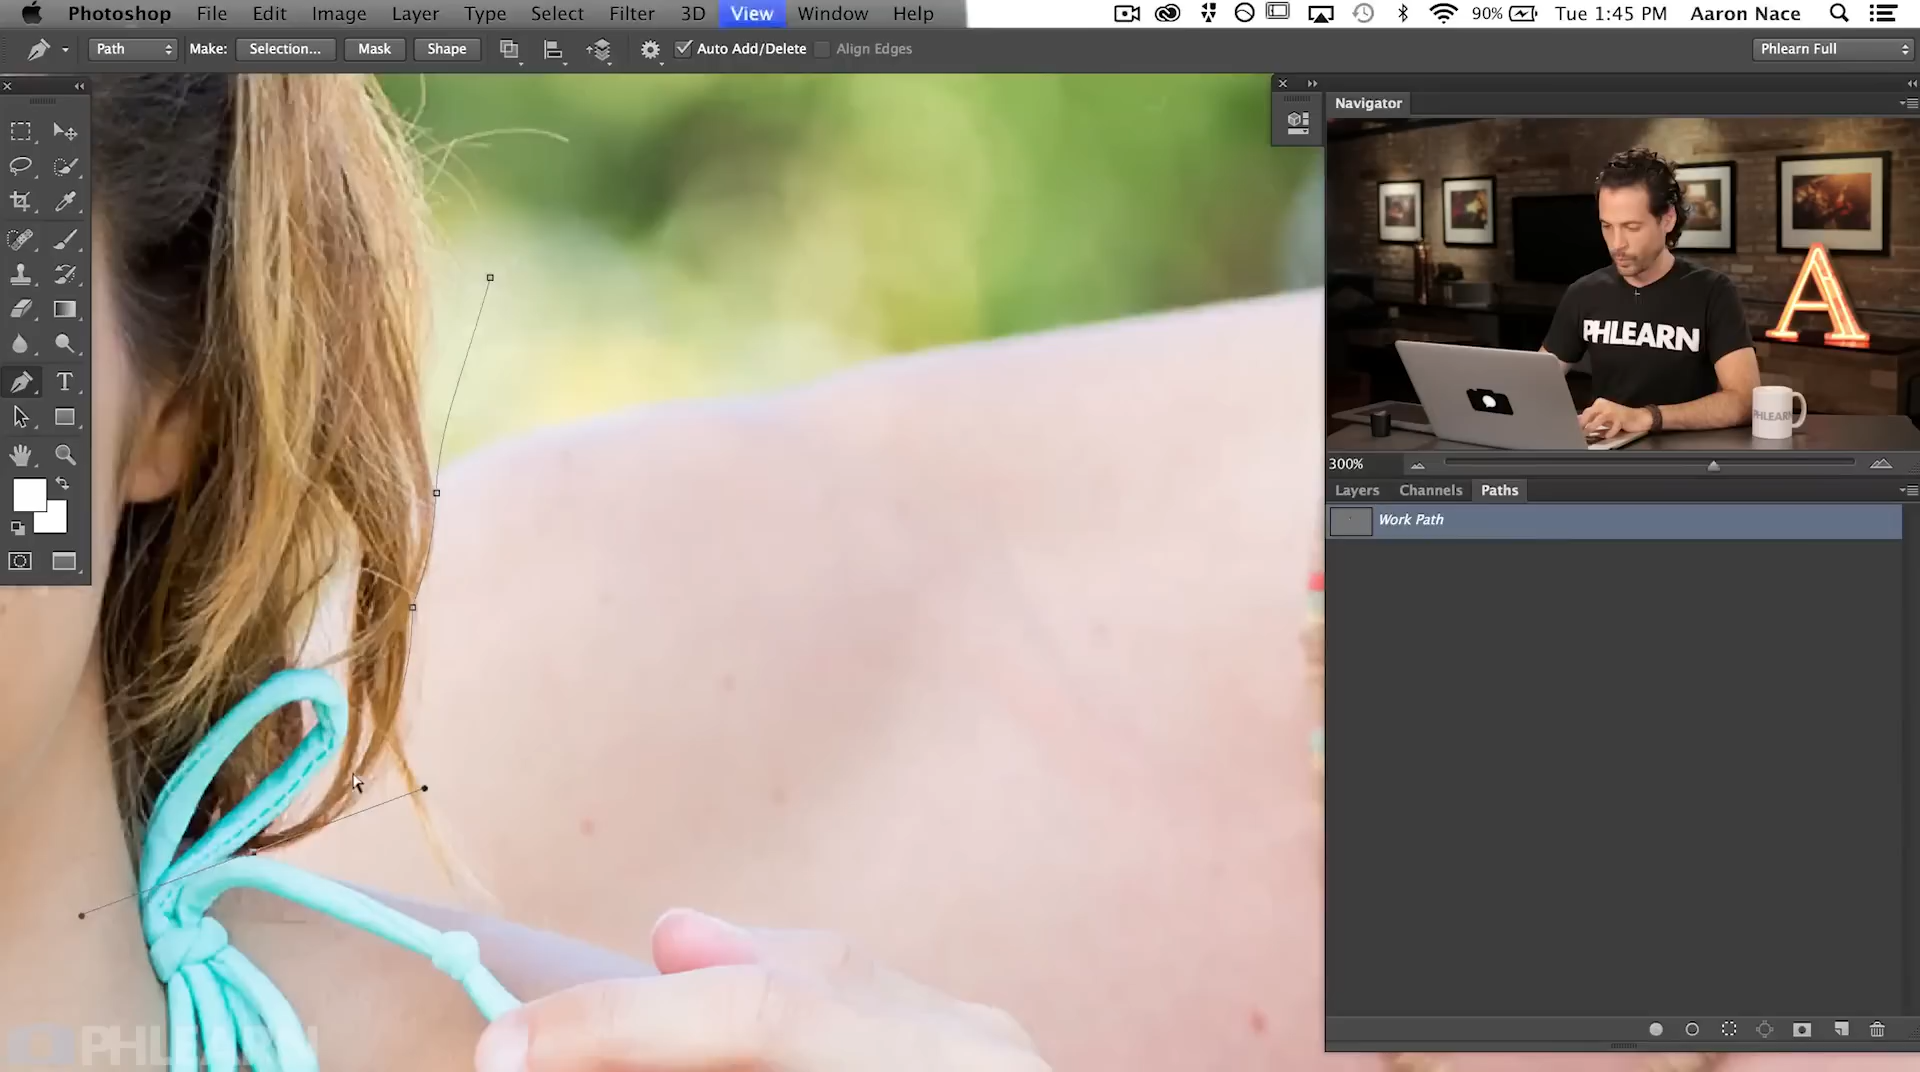 Photoshop File Edit Image Layer Type Select Filter 3D View Window Help 90% Tue 1:45 PM Aaron Nace
Path Make: Selection... Mask Shape Auto Add/Delete Align Edges Phlearn Full
Navigator
PHLEARN
A
PHLEARN
300%
Layers Channels Paths
Work Path
T
PHLEARN